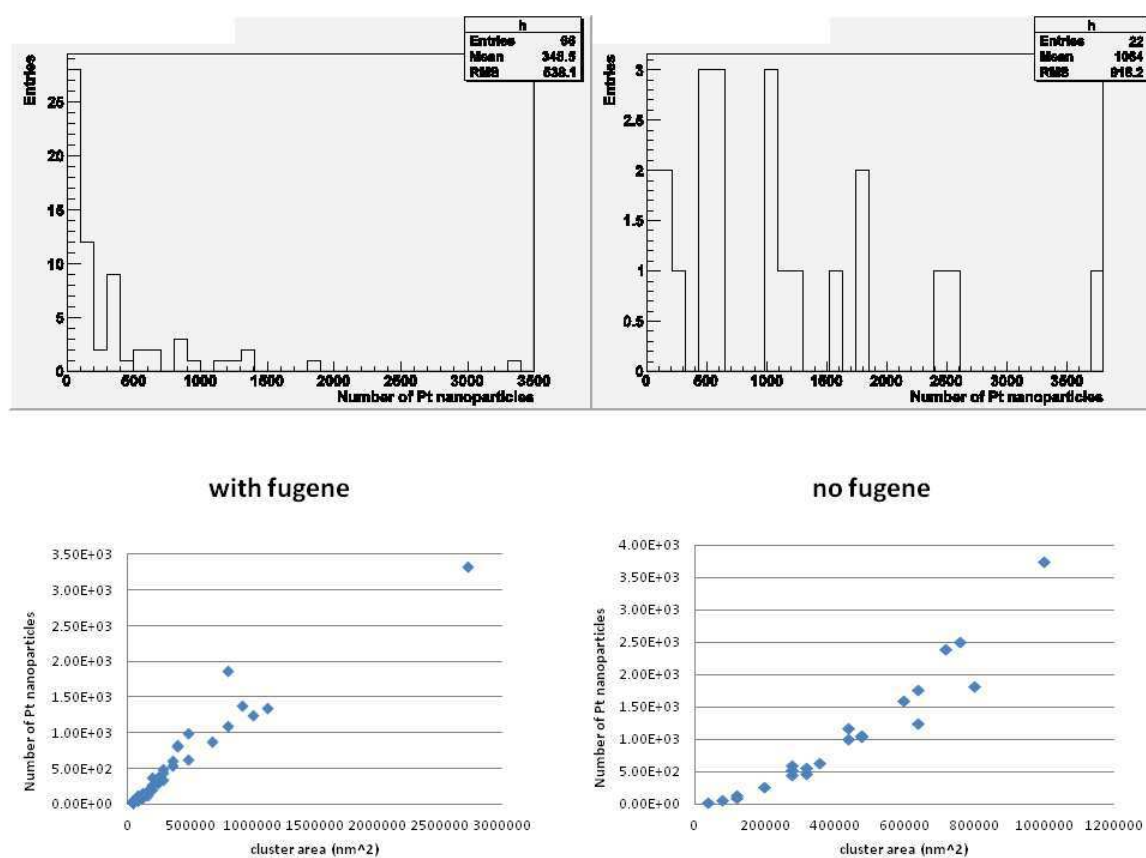 h
Entries 66
Mean 348.5
RMS 538.1
Entries
25
20
15
10
5
0
0 500 1000 1500 2000 2500 3000 3500
Number of Pt nanoparticles
h
Entries 22
Mean 1064
RMS 916.2
Entries
3
2.5
2
1.5
1
0.5
0
0 500 1000 1500 2000 2500 3000 3500
Number of Pt nanoparticles
with fugene
Number of Pt nanoparticles
3.50E+03
3.00E+03
2.50E+03
2.00E+03
1.50E+03
1.00E+03
5.00E+02
0.00E+00
0 500000 1000000 1500000 2000000 2500000 3000000
cluster area (nm^2)
no fugene
Number of Pt nanoparticles
4.00E+03
3.50E+03
3.00E+03
2.50E+03
2.00E+03
1.50E+03
1.00E+03
5.00E+02
0.00E+00
0 200000 400000 600000 800000 1000000 1200000
cluster area (nm^2)